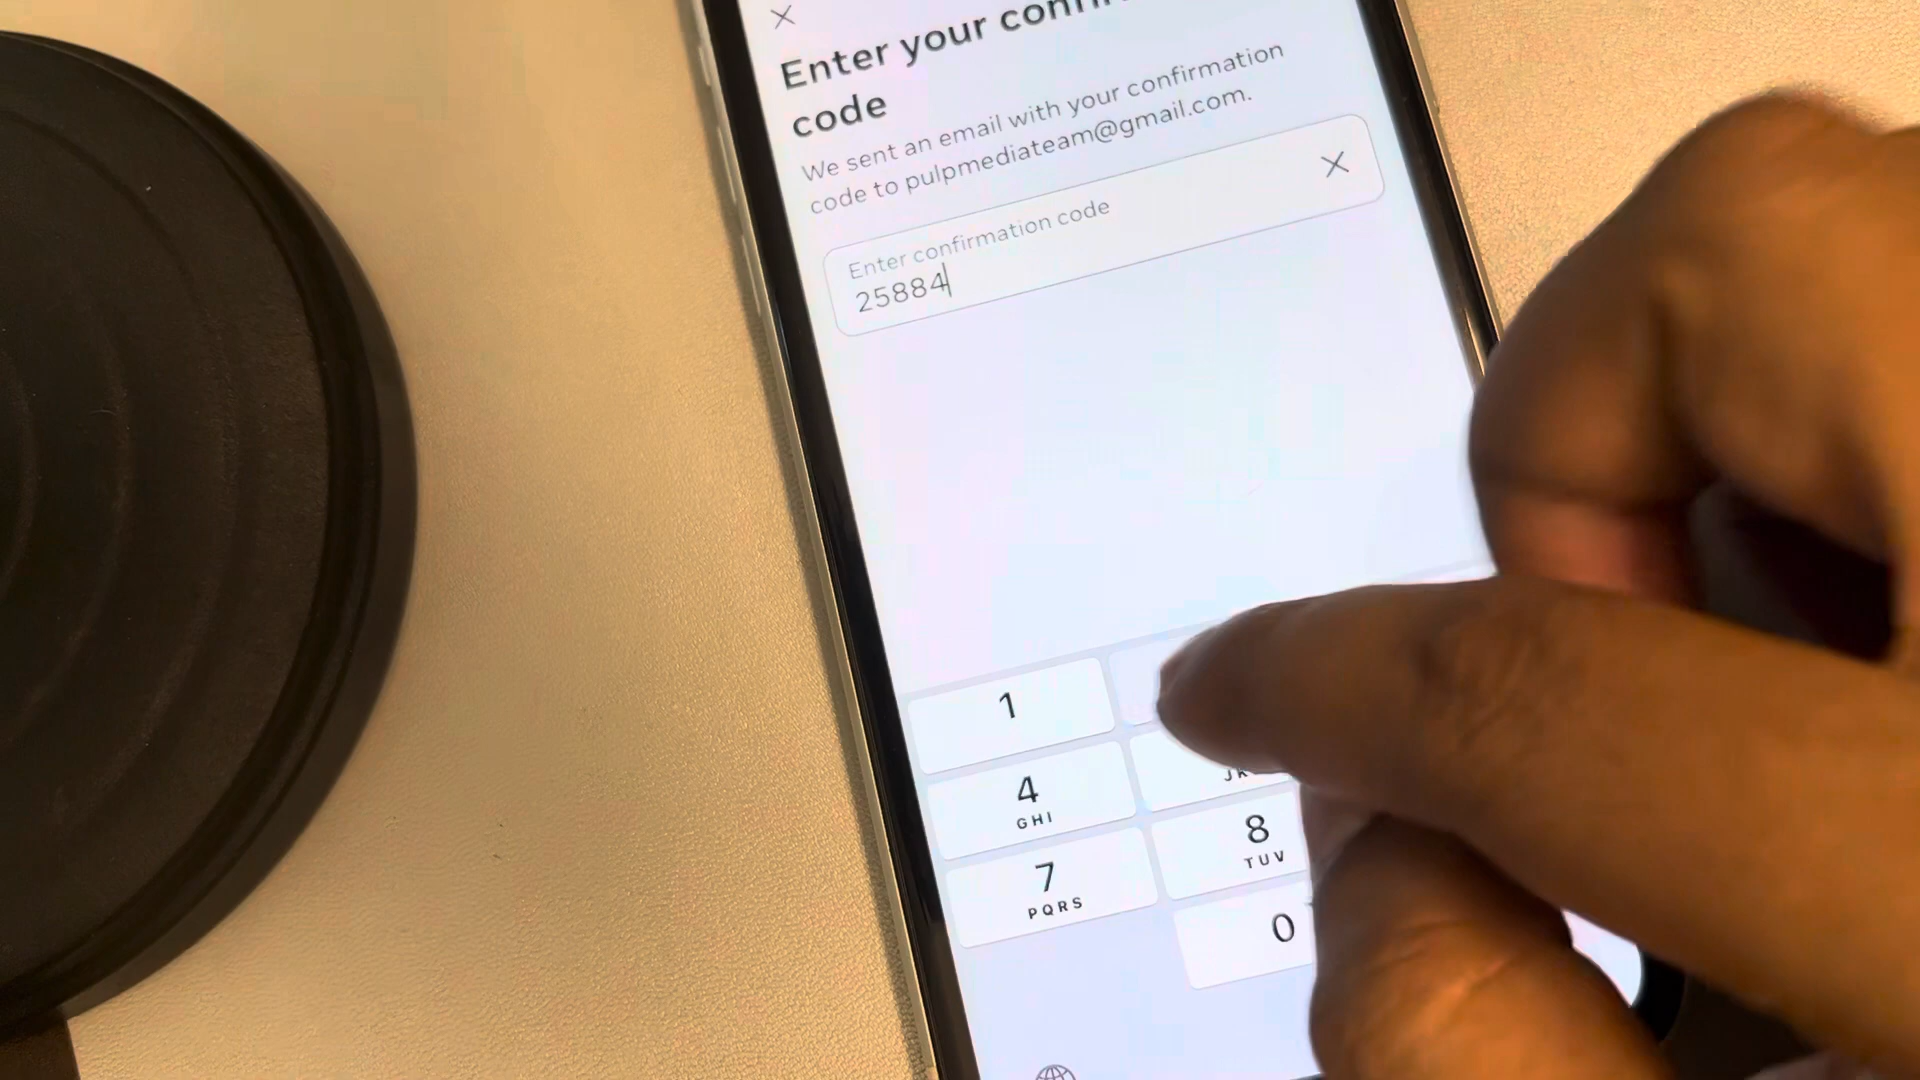 Enter your
code
We sent an email with your confirmation
code to pulpmediateam@gmail.com.
Enter confirmation code
25884
1
4
GHI
7
PQRS
8
TUV
0